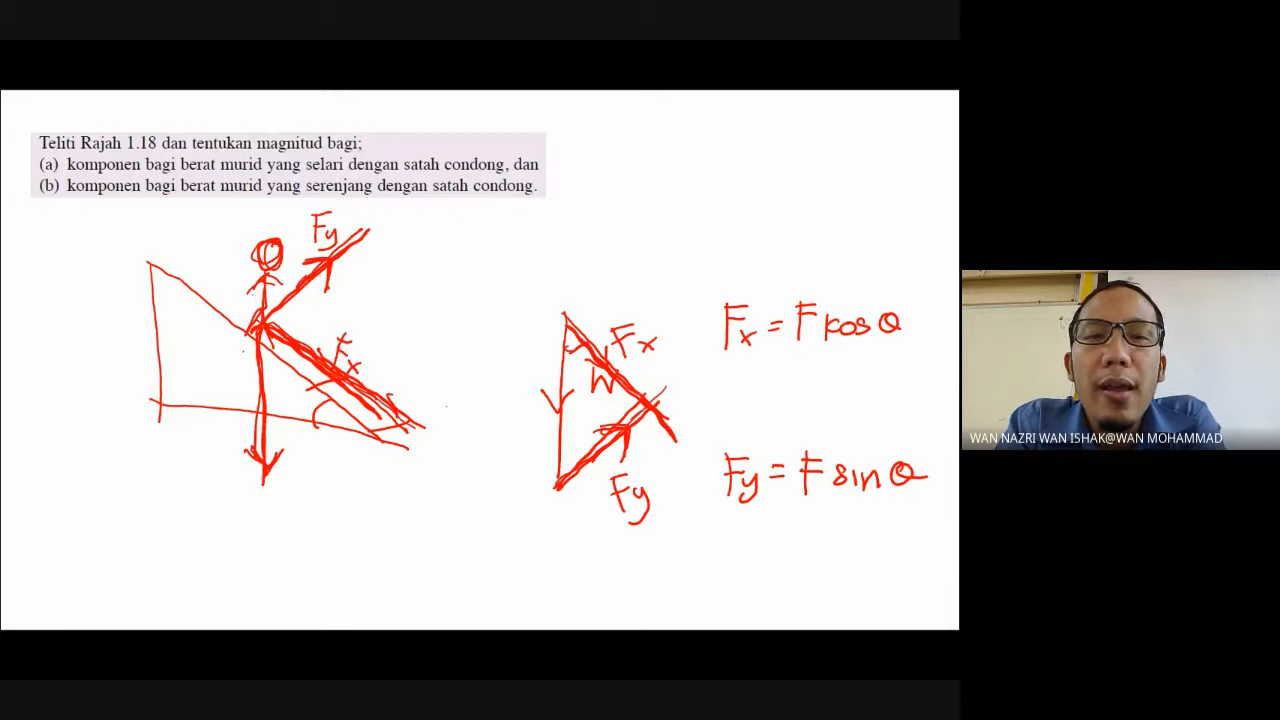 Teliti Rajah 1.18 dan tentukan magnitud bagi;
(a) komponen bagi berat murid yang selari dengan satah condong, dan
(b) komponen bagi berat murid yang serenjang dengan satah condong.
Fy
Fx
Fx
W
Fy
Fx = F kos θ
Fy = F sin θ
WAN NAZRI WAN ISHAK@WAN MOHAMMAD